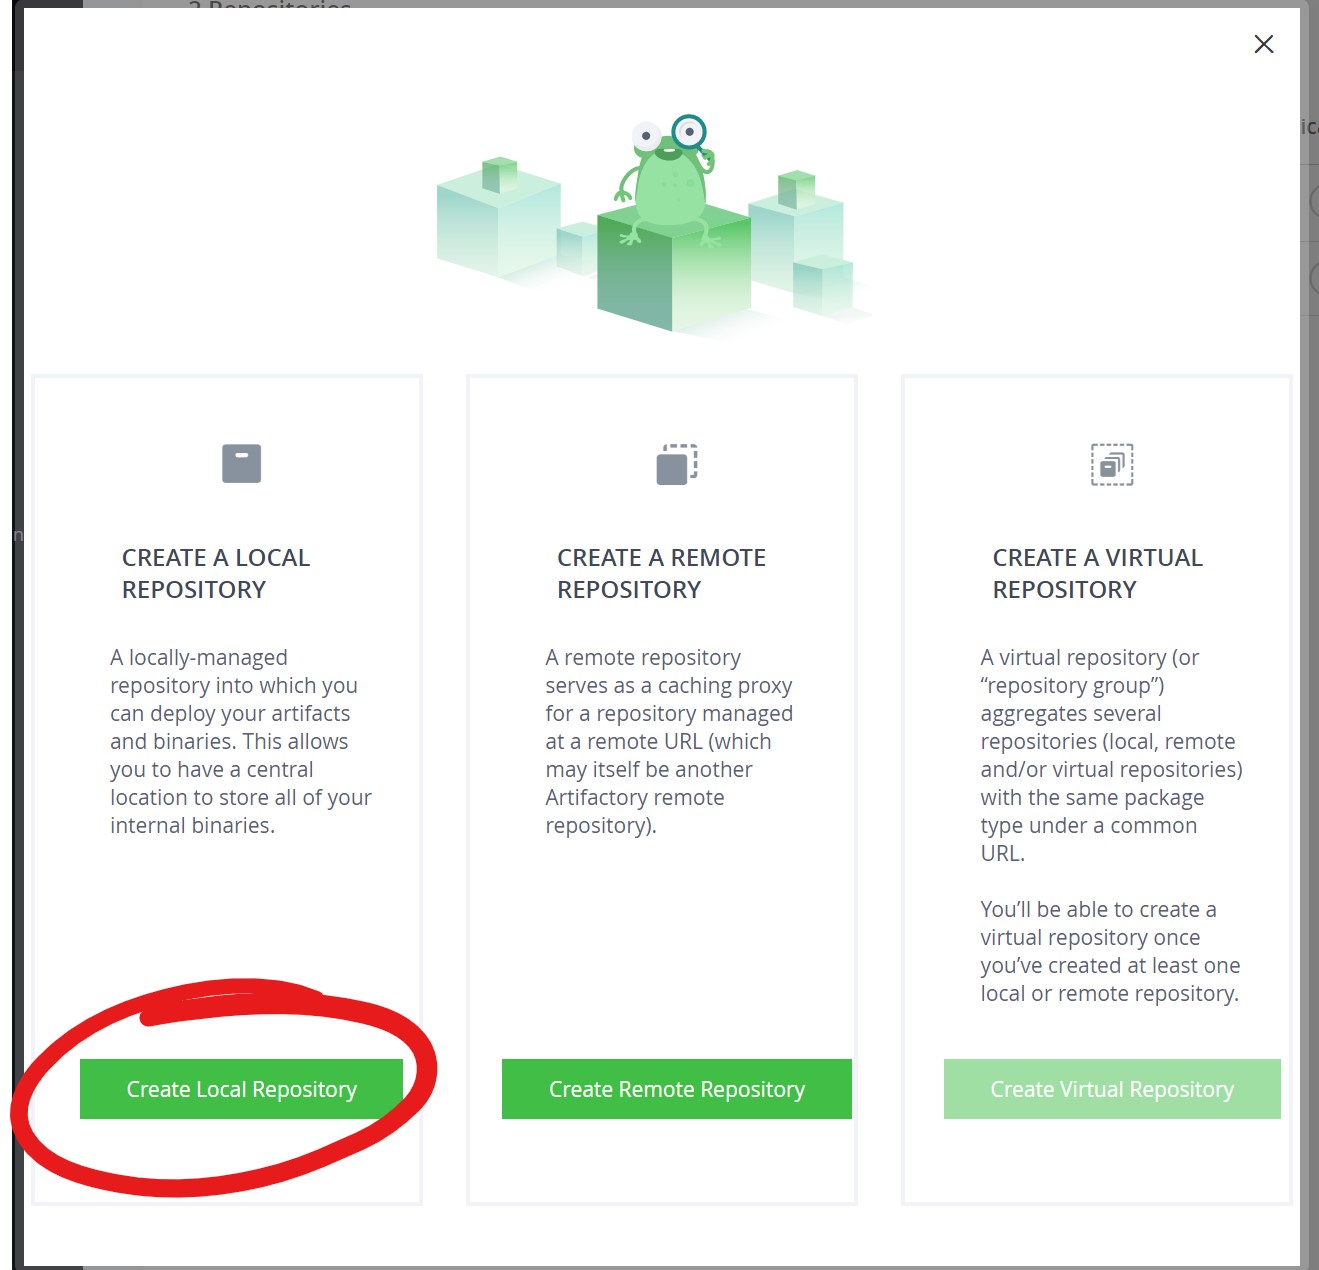 2 Repositories
CREATE A LOCAL
REPOSITORY
A locally-managed
repository into which you
can deploy your artifacts
and binaries. This allows
you to have a central
location to store all of your
internal binaries.
Create Local Repository
CREATE A REMOTE
REPOSITORY
A remote repository
serves as a caching proxy
for a repository managed
at a remote URL (which
may itself be another
Artifactory remote
repository).
Create Remote Repository
CREATE A VIRTUAL
REPOSITORY
A virtual repository (or
“repository group”)
aggregates several
repositories (local, remote
and/or virtual repositories)
with the same package
type under a common
URL.
You’ll be able to create a
virtual repository once
you’ve created at least one
local or remote repository.
Create Virtual Repository